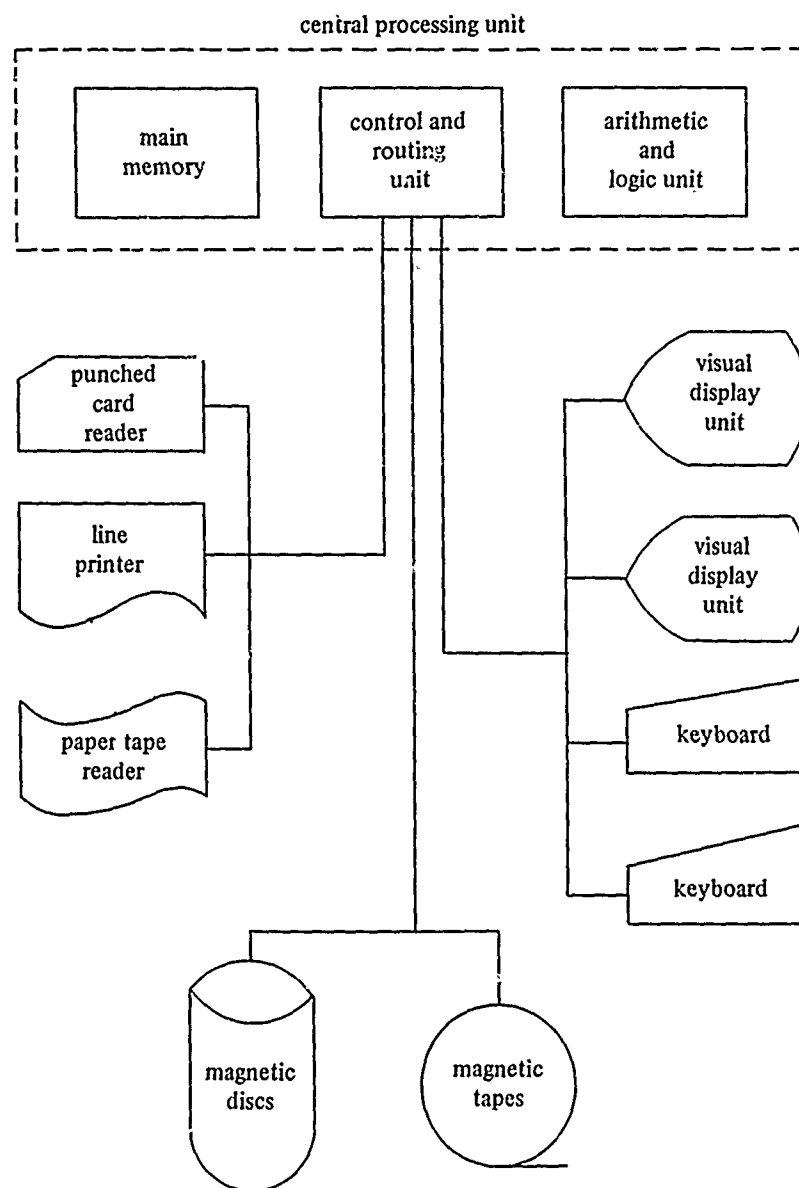 central processing unit
main
memory
control and
routing
unit
arithmetic
and
logic unit
punched
card
reader
line
printer
paper tape
reader
visual
display
unit
visual
display
unit
keyboard
keyboard
magnetic
discs
magnetic
tapes